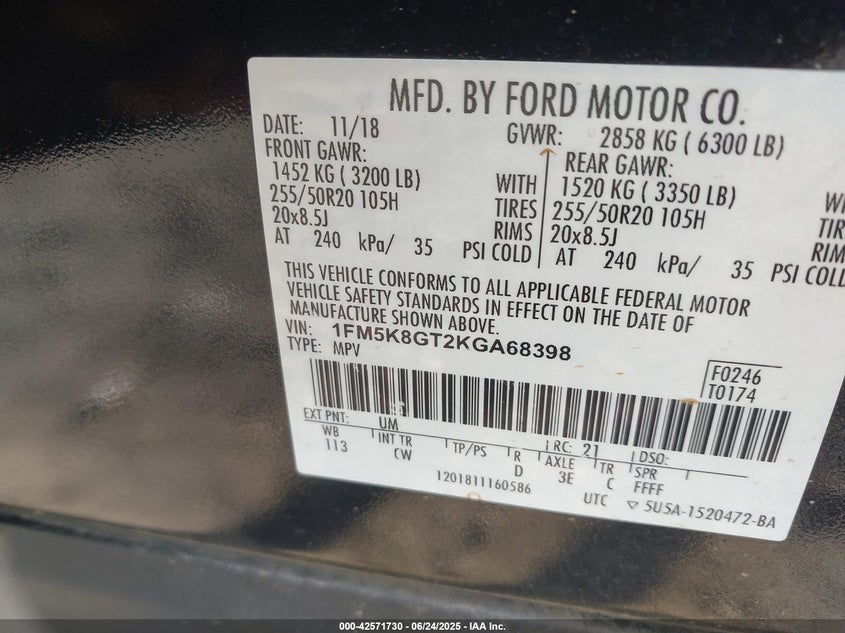 MFD. BY FORD MOTOR CO.
DATE: 11/18 GVWR: 2858 KG ( 6300 LB)
FRONT GAWR: REAR GAWR:
1452 KG ( 3200 LB) WITH 1520 KG ( 3350 LB) WI
255/50R20 105H TIRES 255/50R20 105H TIR
20x8.5J RIMS 20x8.5J RIM
AT 240 kPa/ 35 PSI COLD AT 240 kPa/ 35 PSI COLD
THIS VEHICLE CONFORMS TO ALL APPLICABLE FEDERAL MOTOR
VEHICLE SAFETY STANDARDS IN EFFECT ON THE DATE OF
MANUFACTURE SHOWN ABOVE.
VIN: 1FM5K8GT2KGA68398
TYPE: MPV
F0246
T0174
EXT PNT: UM RC: 21 DSO:
WB INT TR TP/PS R AXLE TR SPR
113 CW D 3E C FFFF
1201811160586 UTC ▽ 5U5A-1520472-BA
000-42571730 - 06/24/2025 - IAA Inc.